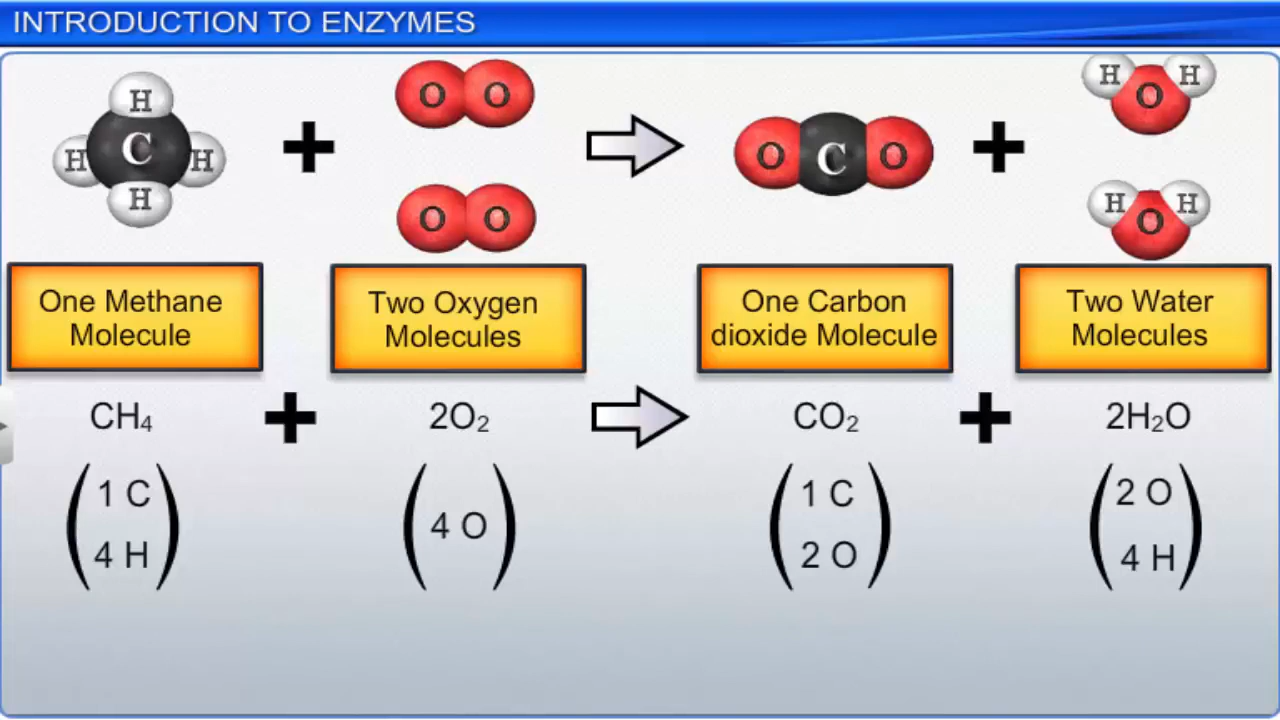 INTRODUCTION TO ENZYMES
H
H C H
H
O O
O O
O C O
H O H
H O H
One Methane
Molecule
Two Oxygen
Molecules
One Carbon
dioxide Molecule
Two Water
Molecules
CH₄ + 2O₂ CO₂ + 2H₂O
1 C
4 H
4 O
1 C
2 O
2 O
4 H